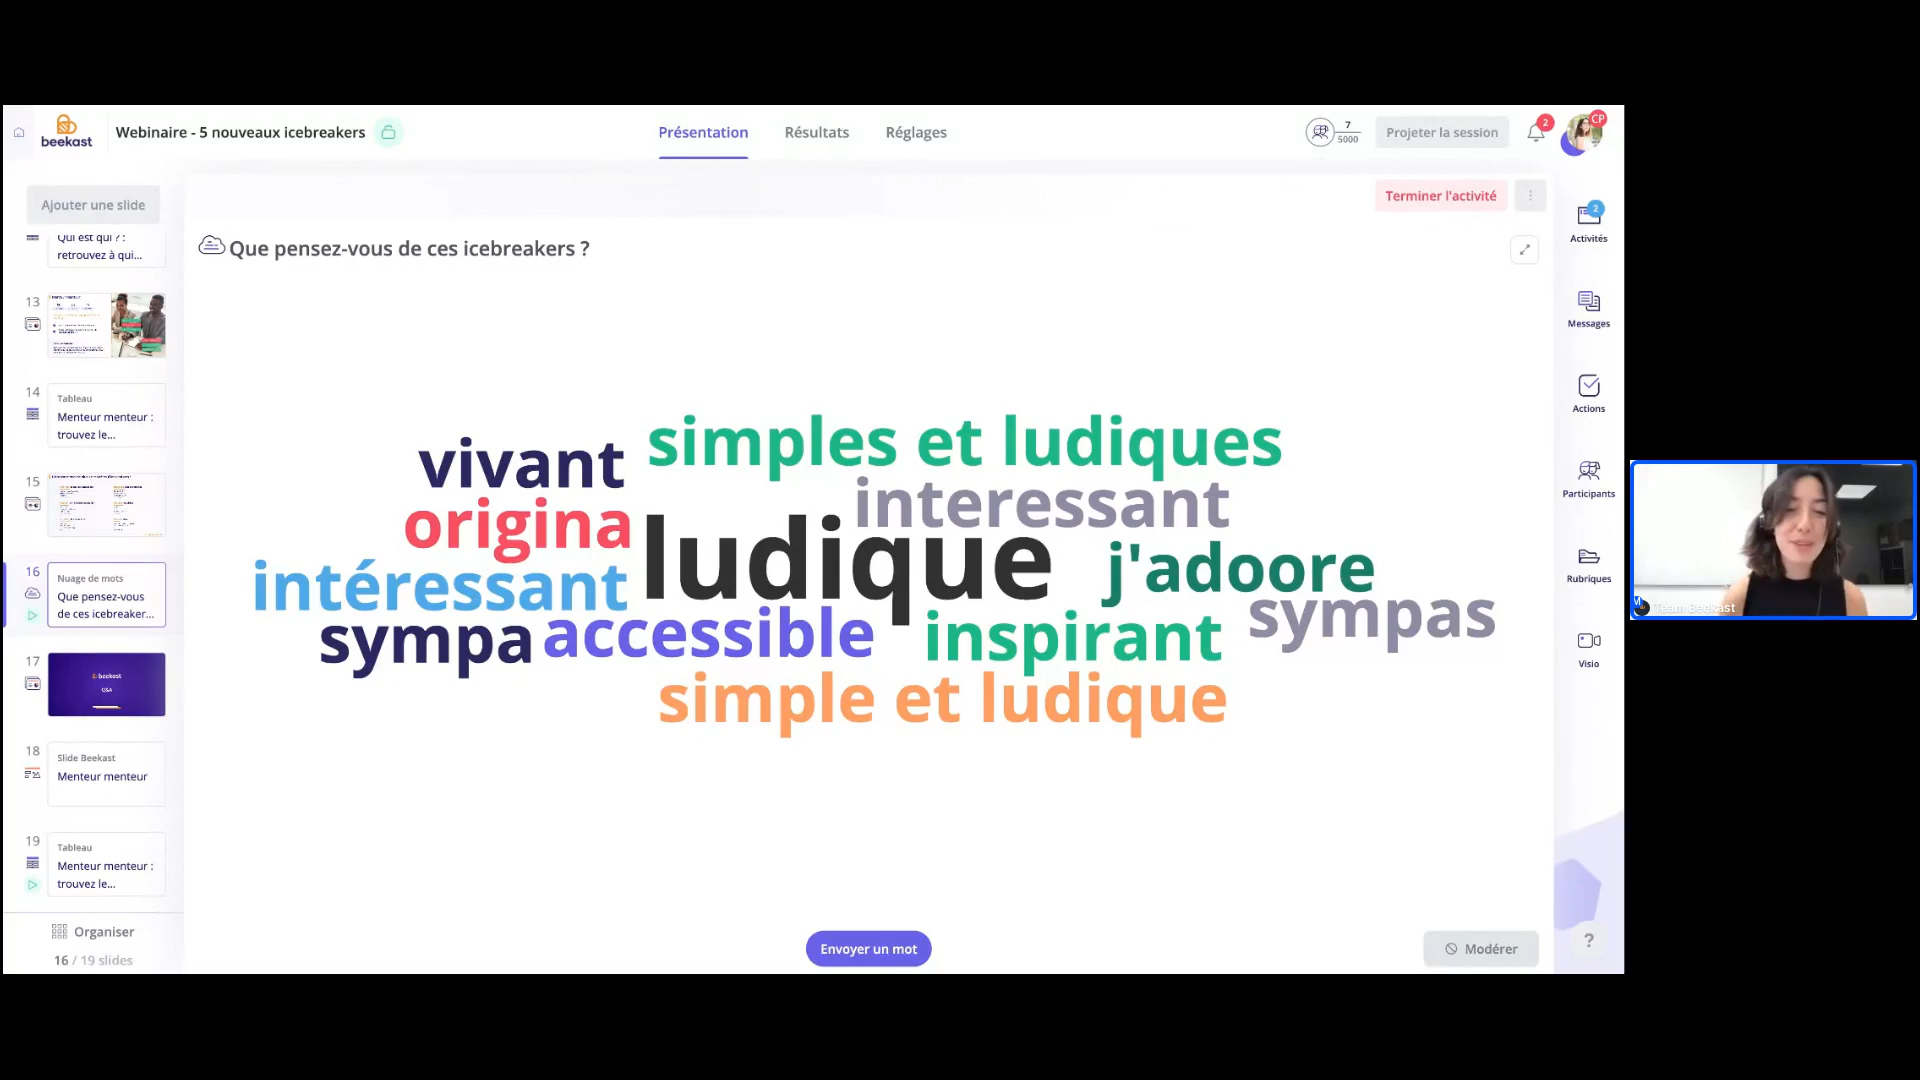 beekast
Webinaire - 5 nouveaux icebreakers
Présentation
Résultats
Réglages
7
5000
Projeter la session
2
CP
Ajouter une slide
Qui est qui ? :
retrouvez à qui...
13
14
Tableau
Menteur menteur :
trouvez le...
15
16
Nuage de mots
Que pensez-vous
de ces icebreaker...
17
beekast
Q&A
18
Slide Beekast
Menteur menteur
19
Tableau
Menteur menteur :
trouvez le...
Organiser
16 / 19 slides
Terminer l'activité
Que pensez-vous de ces icebreakers ?
simples et ludiques
vivant
interessant
origina
ludique
j'adoore
intéressant
sympas
sympa
accessible
inspirant
simple et ludique
Envoyer un mot
Modérer
2
Activités
Messages
Actions
Participants
Rubriques
Visio
?
Team Beekast